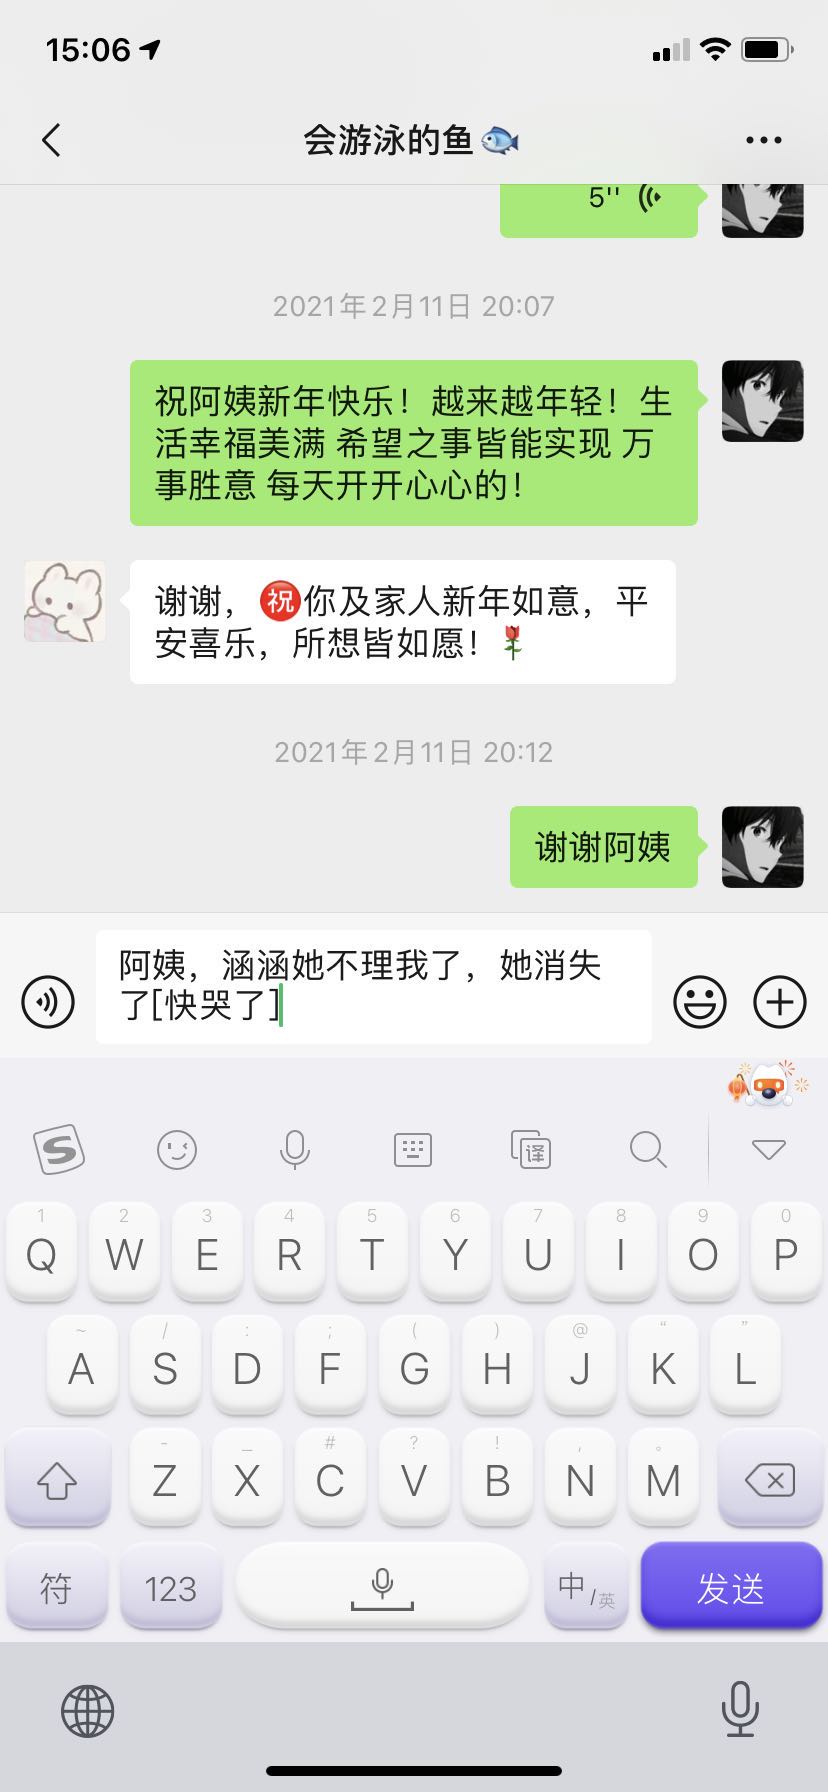 15:06
会游泳的鱼🐟
5''
2021年2月11日 20:07
祝阿姨新年快乐！越来越年轻！生
活幸福美满 希望之事皆能实现 万
事胜意 每天开开心心的！
谢谢，㊗️你及家人新年如意，平
安喜乐，所想皆如愿！🌹
2021年2月11日 20:12
谢谢阿姨
阿姨，涵涵她不理我了，她消失
了[快哭了]
S 译
1 2 3 4 5 6 7 8 9 0
Q W E R T Y U I O P
~ / : ; ( ) @ “ ”
A S D F G H J K L
- _ # ? ! , 。
Z X C V B N M
符 123 中/英 发送